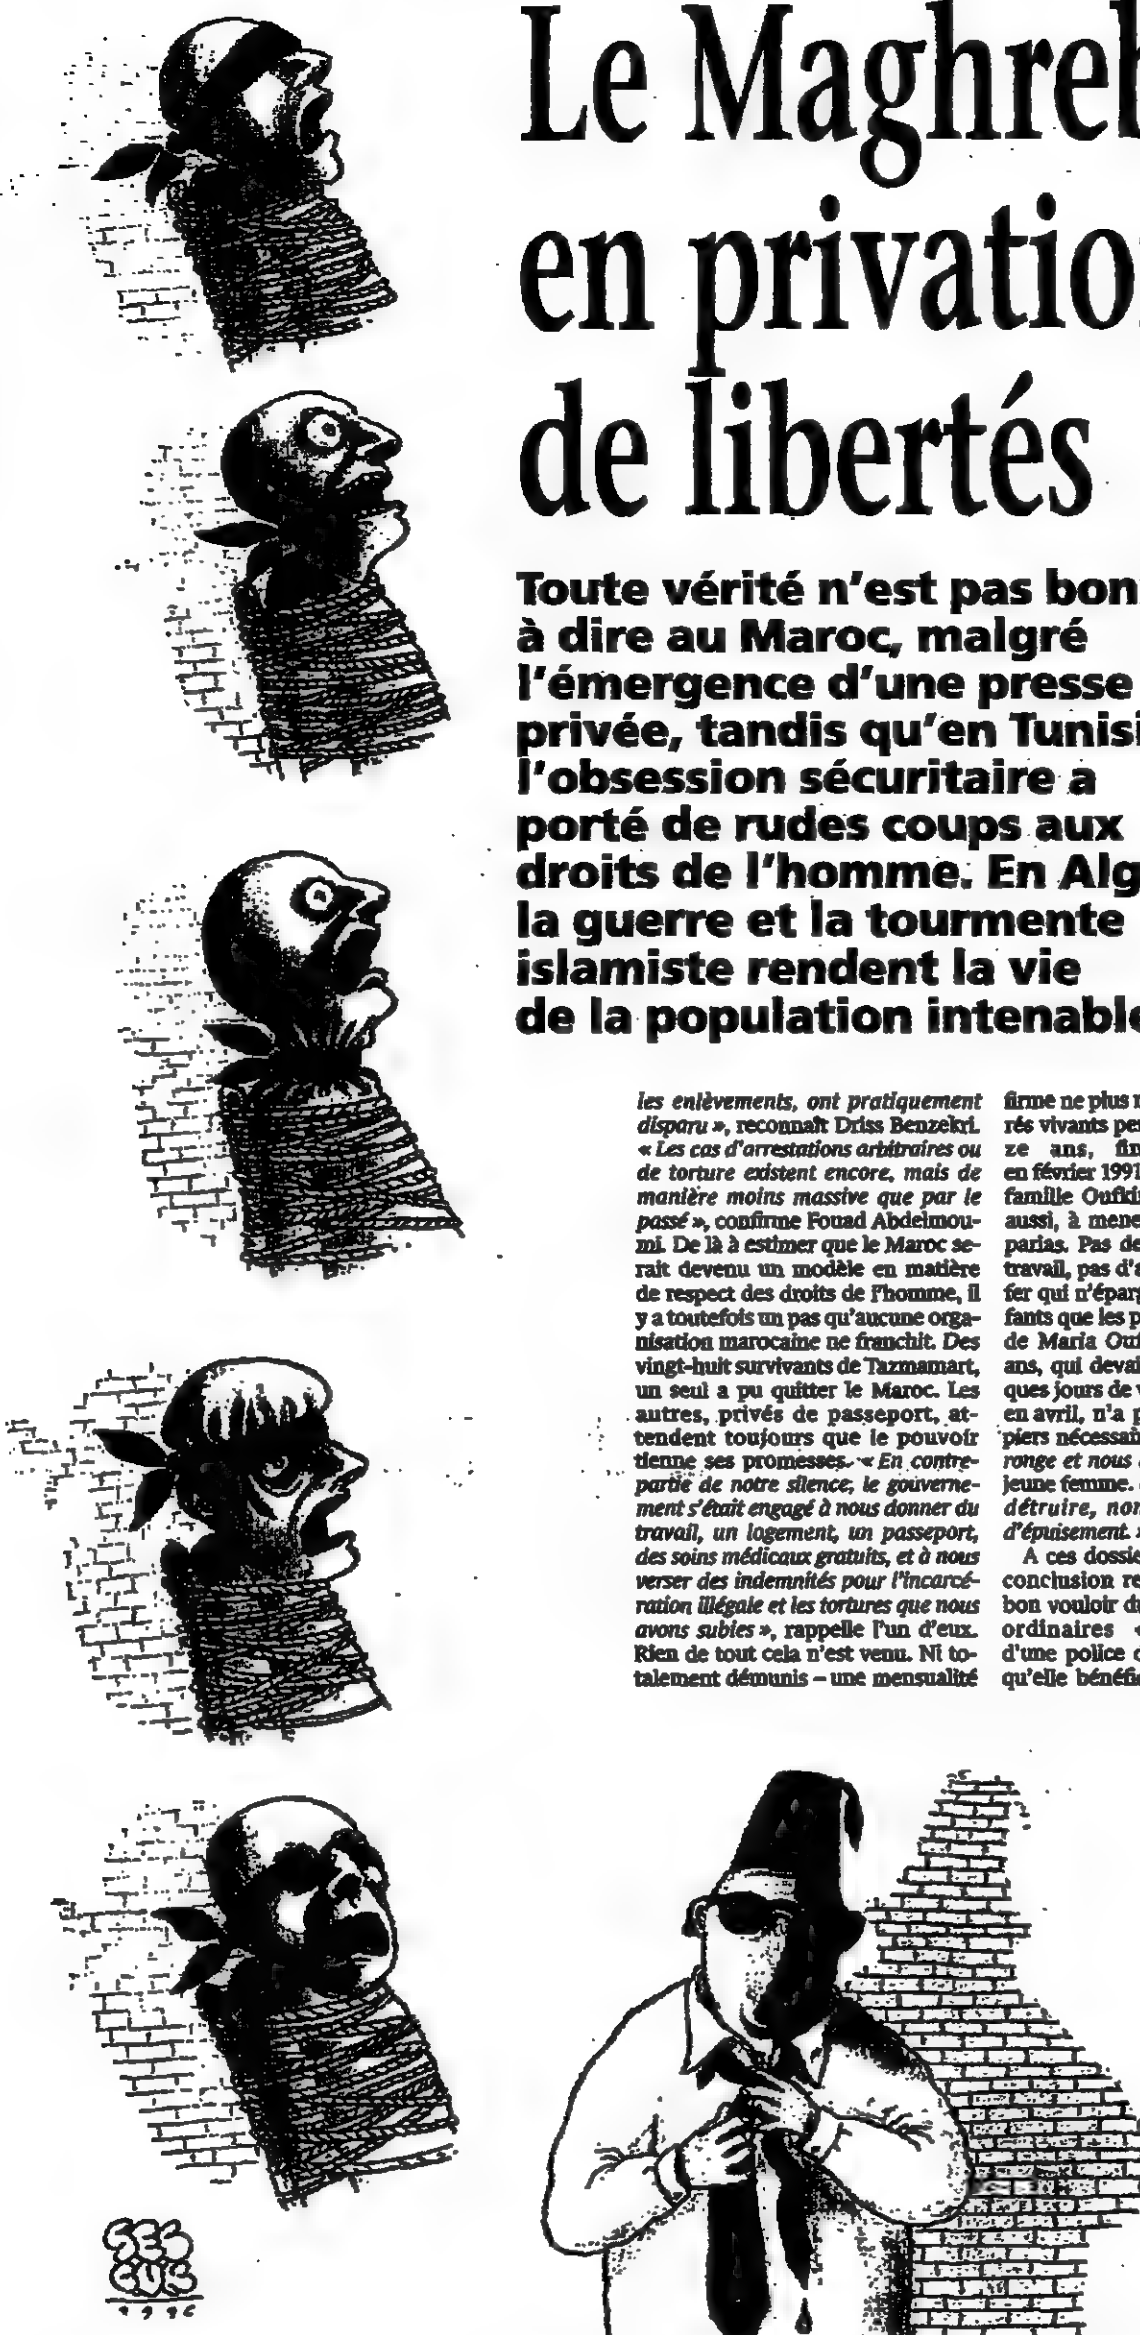 Le Maghreb
en privatio
de libertés
Toute vérité n'est pas bon
à dire au Maroc, malgré
l'émergence d'une presse
privée, tandis qu'en Tunisi
l'obsession sécuritaire a
porté de rudes coups aux
droits de l'homme. En Alg
la guerre et la tourmente
islamiste rendent la vie
de la population intenable
les enlèvements, ont pratiquement
disparu », reconnaît Driss Benzekri.
« Les cas d'arrestations arbitraires ou
de torture existent encore, mais de
manière moins massive que par le
passé », confirme Fouad Abdelmou-
mi. De là à estimer que le Maroc se-
rait devenu un modèle en matière
de respect des droits de l'homme, il
y a toutefois un pas qu'aucune orga-
nisation marocaine ne franchit. Des
vingt-huit survivants de Tazmamart,
un seul a pu quitter le Maroc. Les
autres, privés de passeport, at-
tendent toujours que le pouvoir
tienne ses promesses. « En contre-
partie de notre silence, le gouverne-
ment s'était engagé à nous donner du
travail, un logement, un passeport,
des soins médicaux gratuits, et à nous
verser des indemnités pour l'incarcé-
ration illégale et les tortures que nous
avons subies », rappelle l'un d'eux.
Rien de tout cela n'est venu. Ni to-
talement démunis – une mensualité
firme ne plus
rés vivants pe
ze ans, fin
en février 1991
famille Oufki
aussi, à mene
parias. Pas de
travail, pas d'a
fer qui n'éparg
fants que les p
de Maria Ouf
ans, qui deva
ques jours de v
en avril, n'a p
piers nécessai
ronge et nous
jeune femme.
détruire, non
d'épuisement. »
A ces dossie
conclusion re
bon vouloir du
ordinaires «
d'une police
qu'elle bénéfic
SER
GUEI
1996